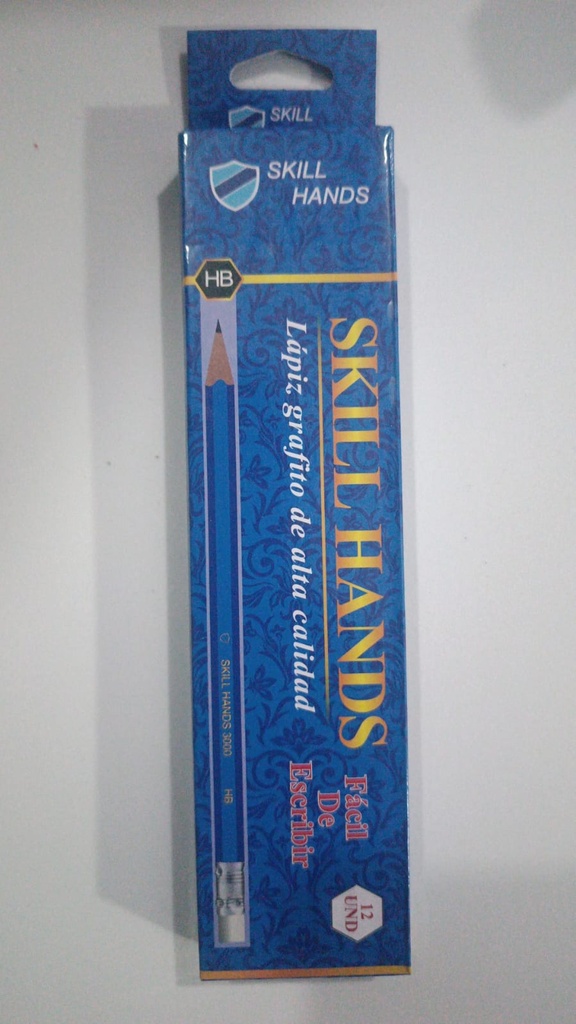 SKILL
SKILL
HANDS
HB
SKILL HANDS
Lápiz grafito de alta calidad
Fácil
De
Escribir
12
UND
SKILL HANDS 3000 HB